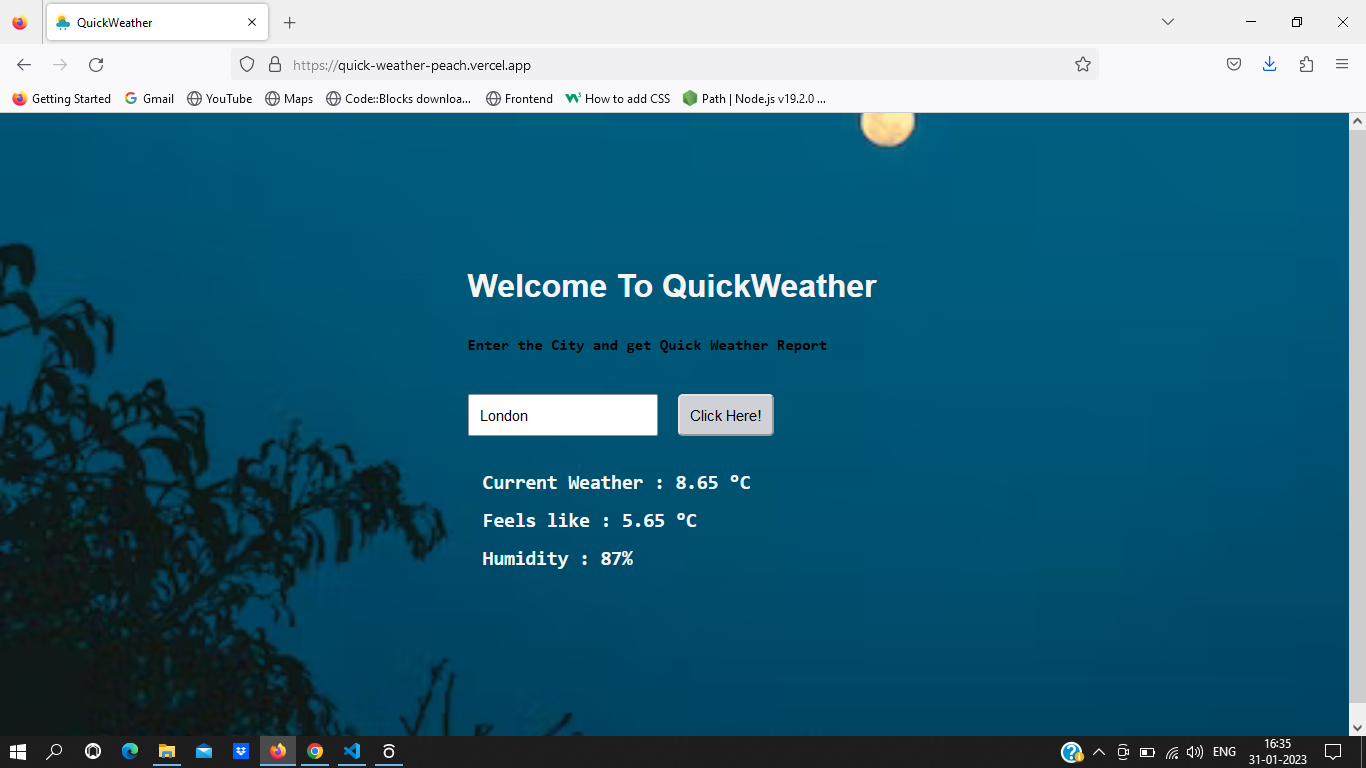 QuickWeather
https://quick-weather-peach.vercel.app
Getting Started Gmail YouTube Maps Code::Blocks downloa... Frontend How to add CSS Path | Node.js v19.2.0 ...
Welcome To QuickWeather
Enter the City and get Quick Weather Report
London Click Here!
Current Weather : 8.65 °C
Feels like : 5.65 °C
Humidity : 87%
ENG 16:35
31-01-2023